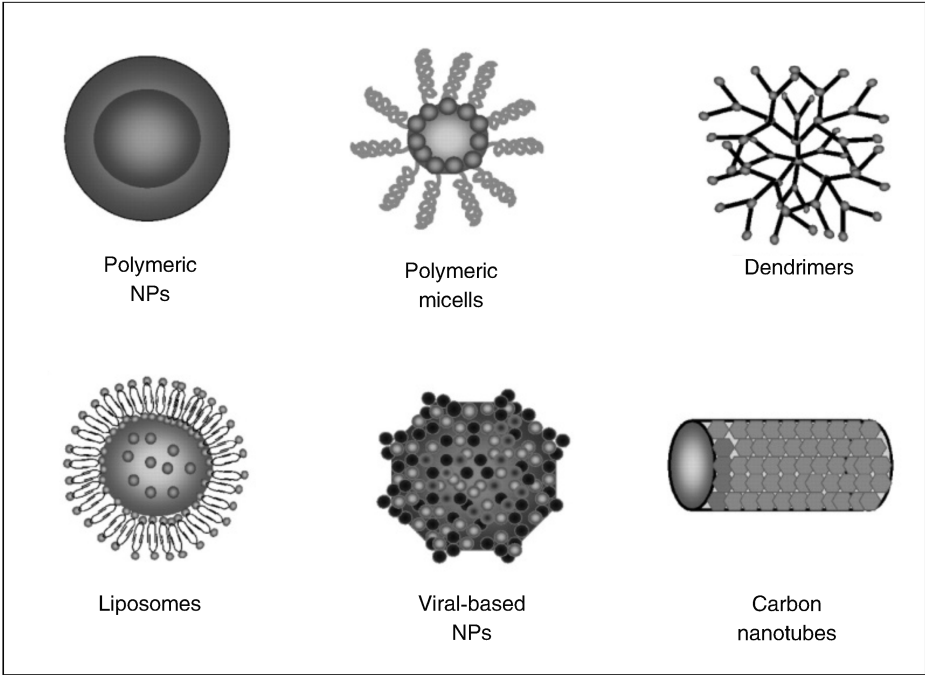 Polymeric
NPs
Polymeric
micells
Dendrimers
Liposomes
Viral-based
NPs
Carbon
nanotubes